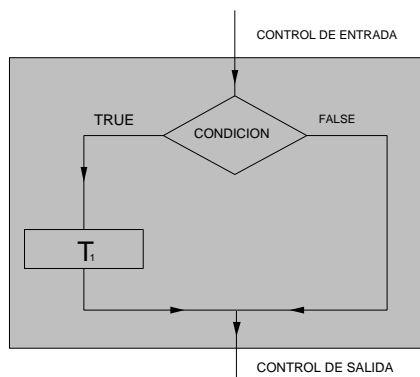 CONTROL DE ENTRADA
TRUE
FALSE
CONDICION
T₁
CONTROL DE SALIDA